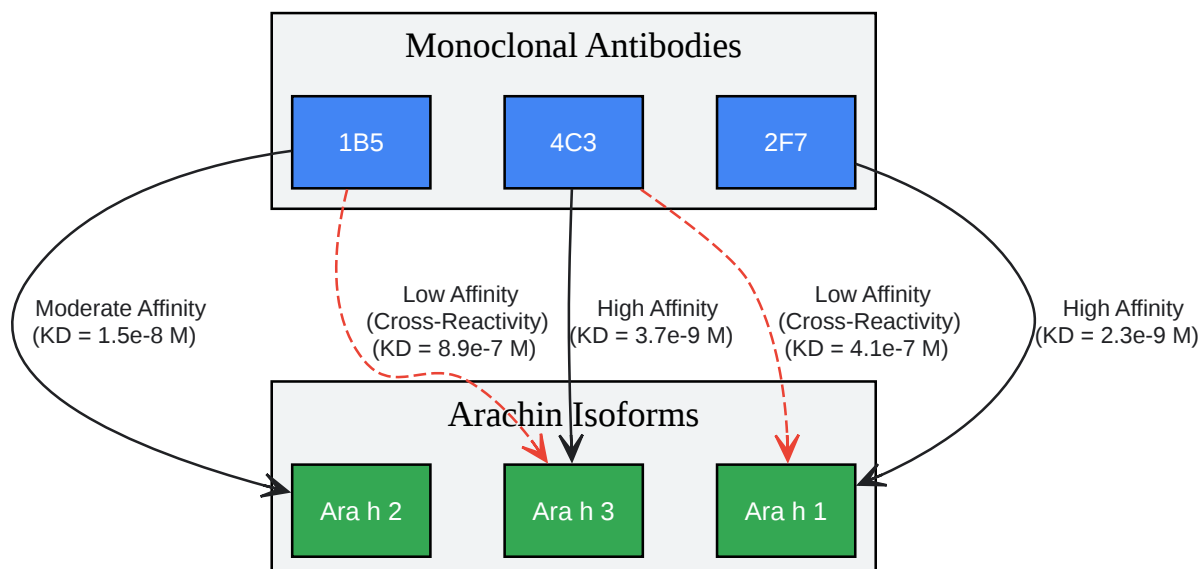 Monoclonal Antibodies
1B5
4C3
2F7
Moderate Affinity
(KD = 1.5e-8 M)
Low Affinity
(Cross-Reactivity)
(KD = 8.9e-7 M)
High Affinity
(KD = 3.7e-9 M)
Low Affinity
(Cross-Reactivity)
(KD = 4.1e-7 M)
High Affinity
(KD = 2.3e-9 M)
Arachin Isoforms
Ara h 2
Ara h 3
Ara h 1